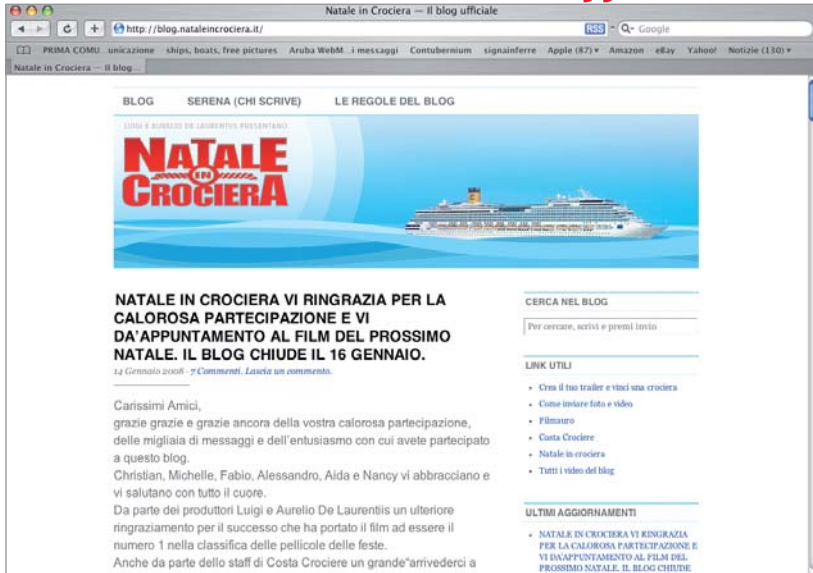 Natale in Crociera — Il blog ufficiale
http://blog.nataleincrociera.it/
RSS
Google
PRIMA COMU...unicazione ships, boats, free pictures Aruba WebM...i messaggi Contubernium signainferre Apple (87) Amazon eBay Yahoo! Notizie (130)
Natale in Crociera — Il blog...
BLOG SERENA (CHI SCRIVE) LE REGOLE DEL BLOG
LUIGI E AURELIO DE LAURENTIIS PRESENTANO
NATALE
IN
CROCIERA
NATALE IN CROCIERA VI RINGRAZIA PER LA
CALOROSA PARTECIPAZIONE E VI
DA'APPUNTAMENTO AL FILM DEL PROSSIMO
NATALE. IL BLOG CHIUDE IL 16 GENNAIO.
14 Gennaio 2008 - 7 Commenti. Lascia un commento.
Carissimi Amici,
grazie grazie e grazie ancora della vostra calorosa partecipazione,
delle migliaia di messaggi e dell´entusiasmo con cui avete partecipato
a questo blog.
Christian, Michelle, Fabio, Alessandro, Aida e Nancy vi abbracciano e
vi salutano con tutto il cuore.
Da parte dei produttori Luigi e Aurelio De Laurentiis un ulteriore
ringraziamento per il successo che ha portato il film ad essere il
numero 1 nella classifica delle pellicole delle feste.
Anche da parte dello staff di Costa Crociere un grande"arrivederci a
CERCA NEL BLOG
Per cercare, scrivi e premi invio
LINK UTILI
Crea il tuo trailer e vinci una crociera
Come inviare foto e video
Filmauro
Costa Crociere
Natale in crociera
Tutti i video del blog
ULTIMI AGGIORNAMENTI
NATALE IN CROCIERA VI RINGRAZIA
PER LA CALOROSA PARTECIPAZIONE E
VI DA'APPUNTAMENTO AL FILM DEL
PROSSIMO NATALE. IL BLOG CHIUDE